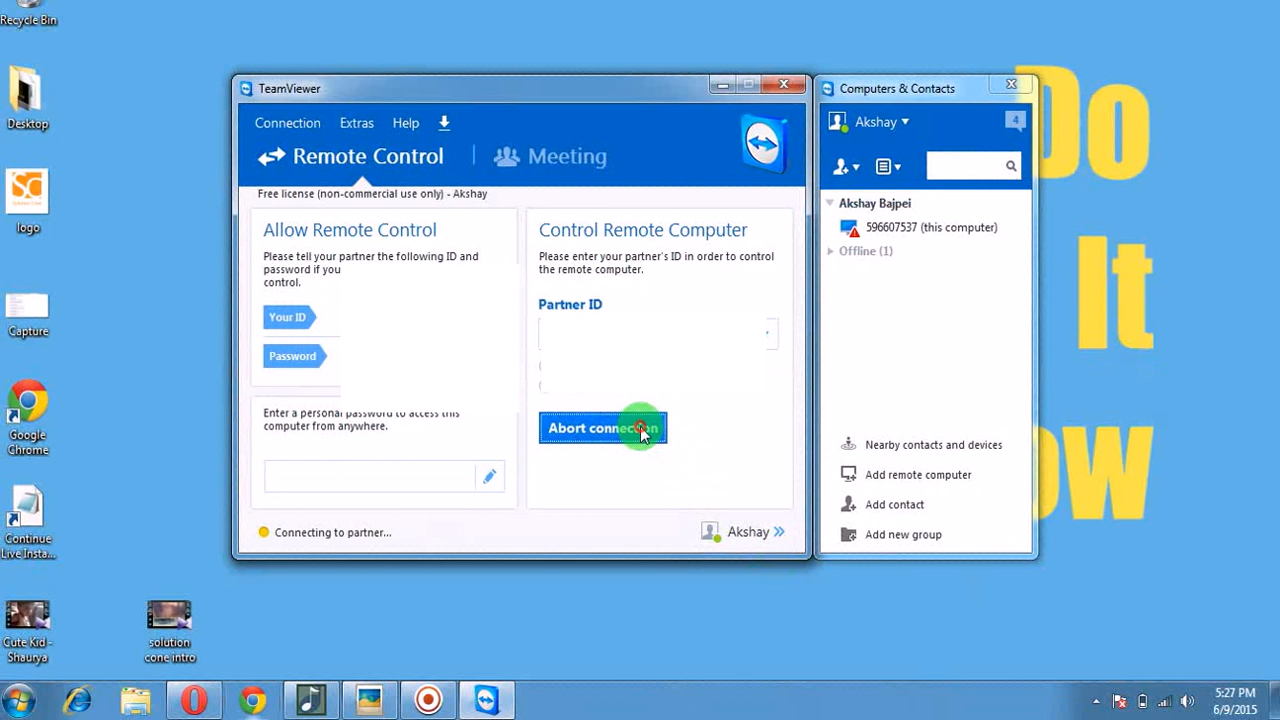 Recycle Bin
Desktop
logo
Capture
Google
Chrome
Continue
Live Insta...
Cute Kid -
Shaurya
solution
cone intro
TeamViewer
Connection Extras Help
Remote Control Meeting
Free license (non-commercial use only) - Akshay
Allow Remote Control
Please tell your partner the following ID and
password if you
control.
Your ID
Password
Enter a personal password to access this
computer from anywhere.
Control Remote Computer
Please enter your partner's ID in order to control
the remote computer.
Partner ID
Abort connection
Connecting to partner...
Akshay
Computers & Contacts
Akshay
4
Akshay Bajpei
596607537 (this computer)
Offline (1)
Nearby contacts and devices
Add remote computer
Add contact
Add new group
Do
It
5:27 PM
6/9/2015